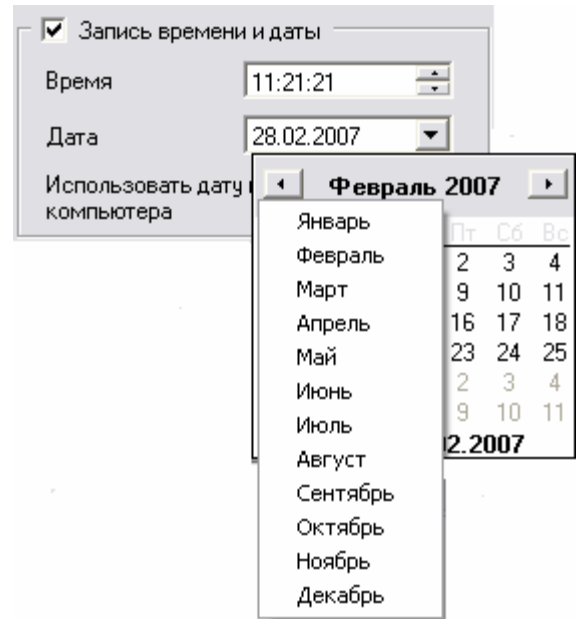 Запись времени и даты
Время 11:21:21
Дата 28.02.2007
Использовать дату
компьютера
Февраль 2007
Январь
Февраль
Март
Апрель
Май
Июнь
Июль
Август
Сентябрь
Октябрь
Ноябрь
Декабрь
Пт Сб Вс
2 3 4
9 10 11
16 17 18
23 24 25
2 3 4
9 10 11
02.2007